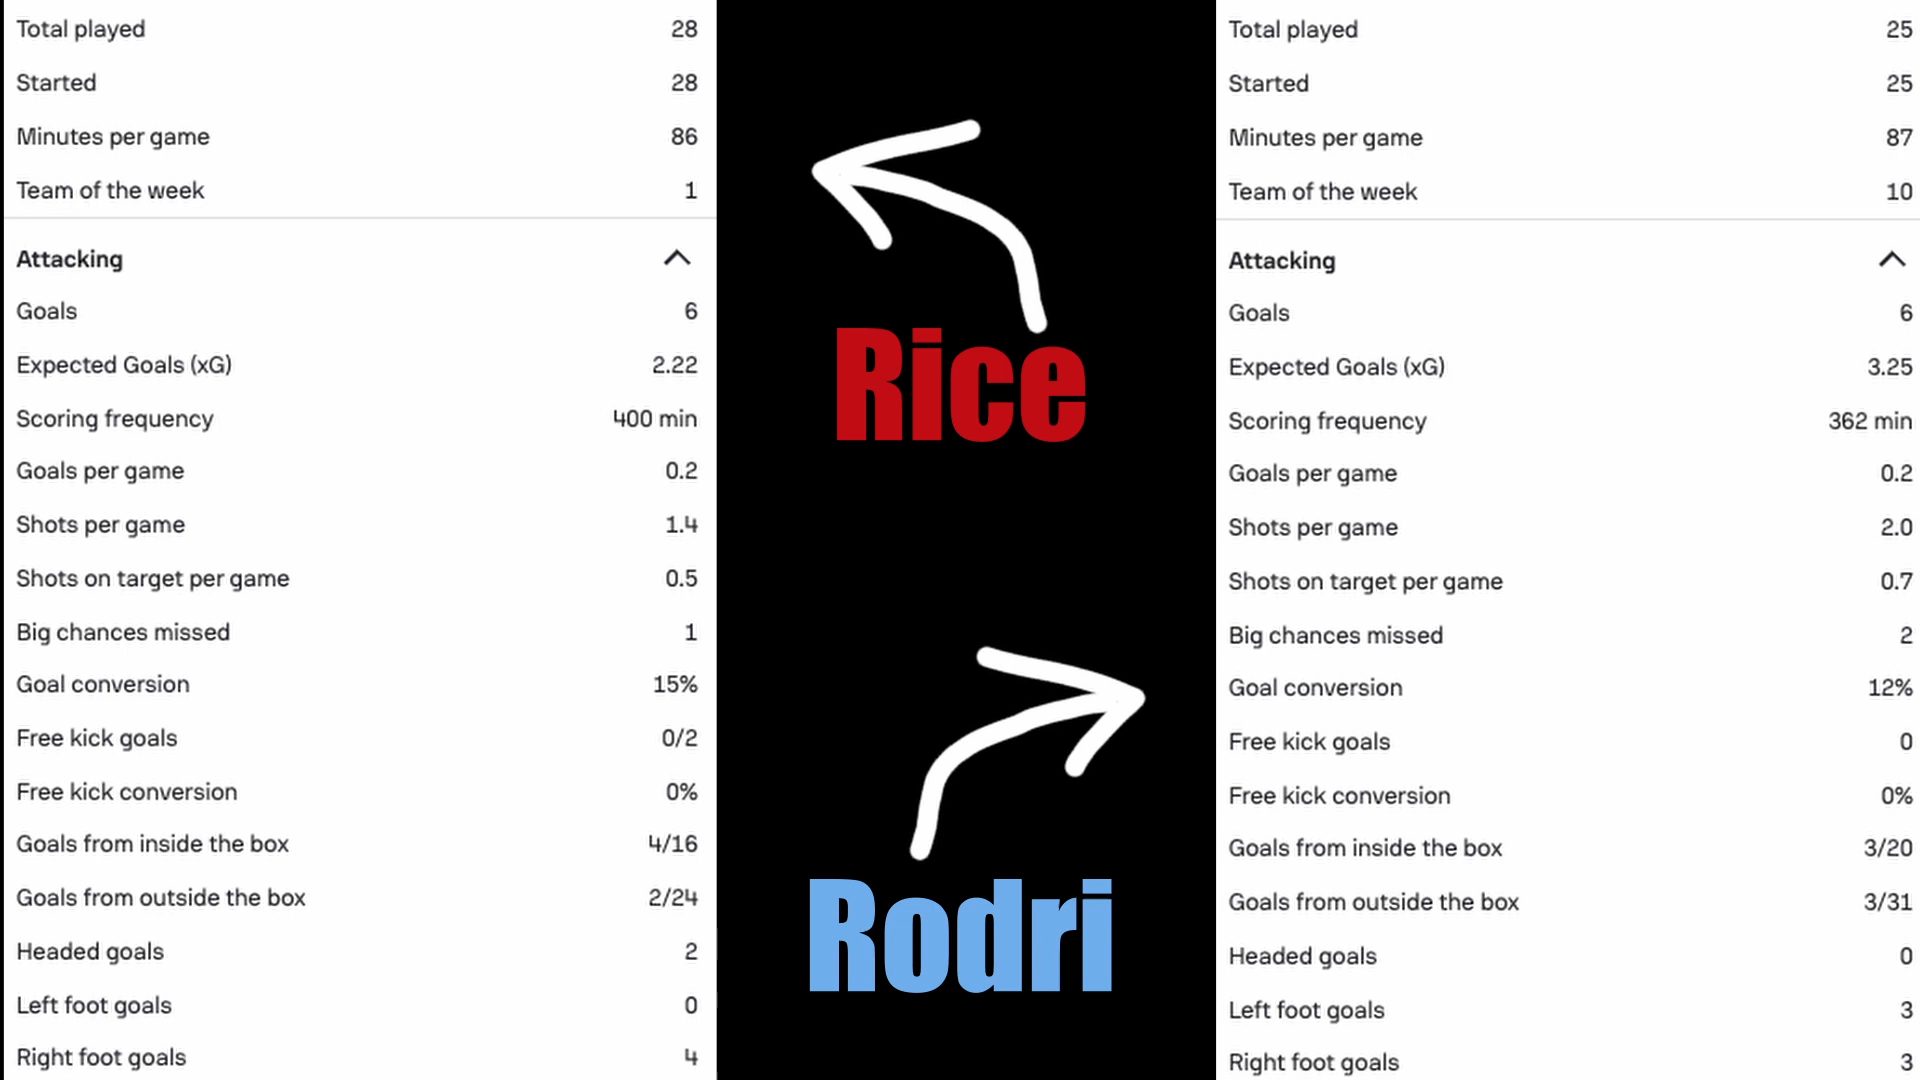 Total played 28
Started 28
Minutes per game 86
Team of the week 1
Attacking
Goals 6
Expected Goals (xG) 2.22
Scoring frequency 400 min
Goals per game 0.2
Shots per game 1.4
Shots on target per game 0.5
Big chances missed 1
Goal conversion 15%
Free kick goals 0/2
Free kick conversion 0%
Goals from inside the box 4/16
Goals from outside the box 2/24
Headed goals 2
Left foot goals 0
Right foot goals 4
Rice
Rodri
Total played 25
Started 25
Minutes per game 87
Team of the week 10
Attacking
Goals 6
Expected Goals (xG) 3.25
Scoring frequency 362 min
Goals per game 0.2
Shots per game 2.0
Shots on target per game 0.7
Big chances missed 2
Goal conversion 12%
Free kick goals 0
Free kick conversion 0%
Goals from inside the box 3/20
Goals from outside the box 3/31
Headed goals 0
Left foot goals 3
Right foot goals 3